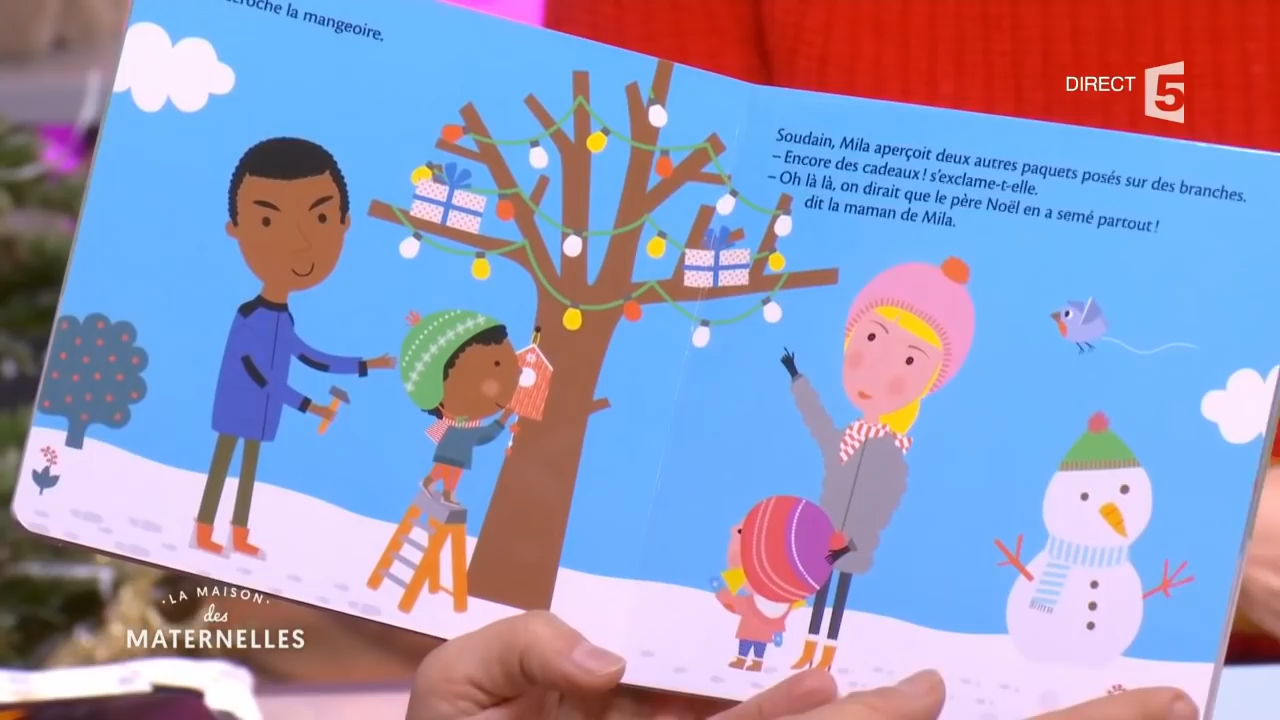 la mangeoire.
DIRECT 5
Soudain, Mila aperçoit deux autres paquets posés sur des branches.
– Encore des cadeaux ! s'exclame-t-elle.
– Oh là là, on dirait que le père Noël en a semé partout !
dit la maman de Mila.
LA MAISON
des
MATERNELLES